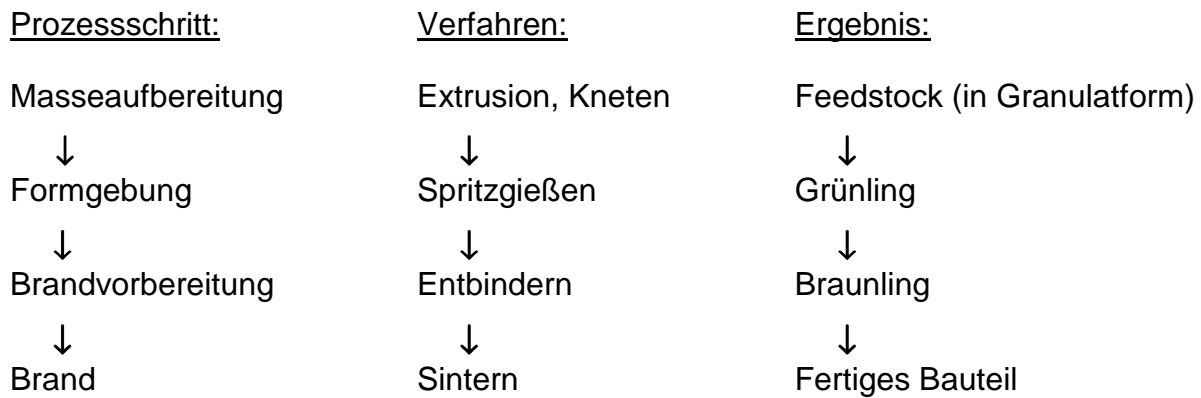 Prozessschritt: Verfahren: Ergebnis:
Masseaufbereitung Extrusion, Kneten Feedstock (in Granulatform)
↓ ↓ ↓
Formgebung Spritzgießen Grünling
↓ ↓ ↓
Brandvorbereitung Entbindern Braunling
↓ ↓ ↓
Brand Sintern Fertiges Bauteil